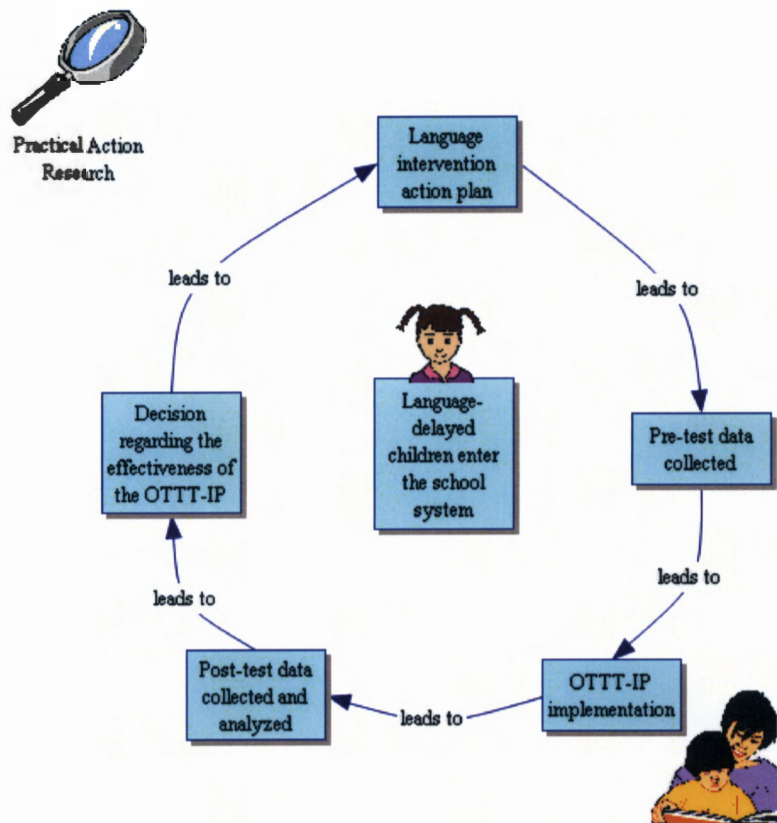 Practical Action
Research
Language
intervention
action plan
leads to
leads to
Language-
delayed
children enter
the school
system
Decision
regarding the
effectiveness of
the OTTT-IP
Pre-test data
collected
leads to
leads to
Post-test data
collected and
analyzed
leads to
OTTT-IP
implementation